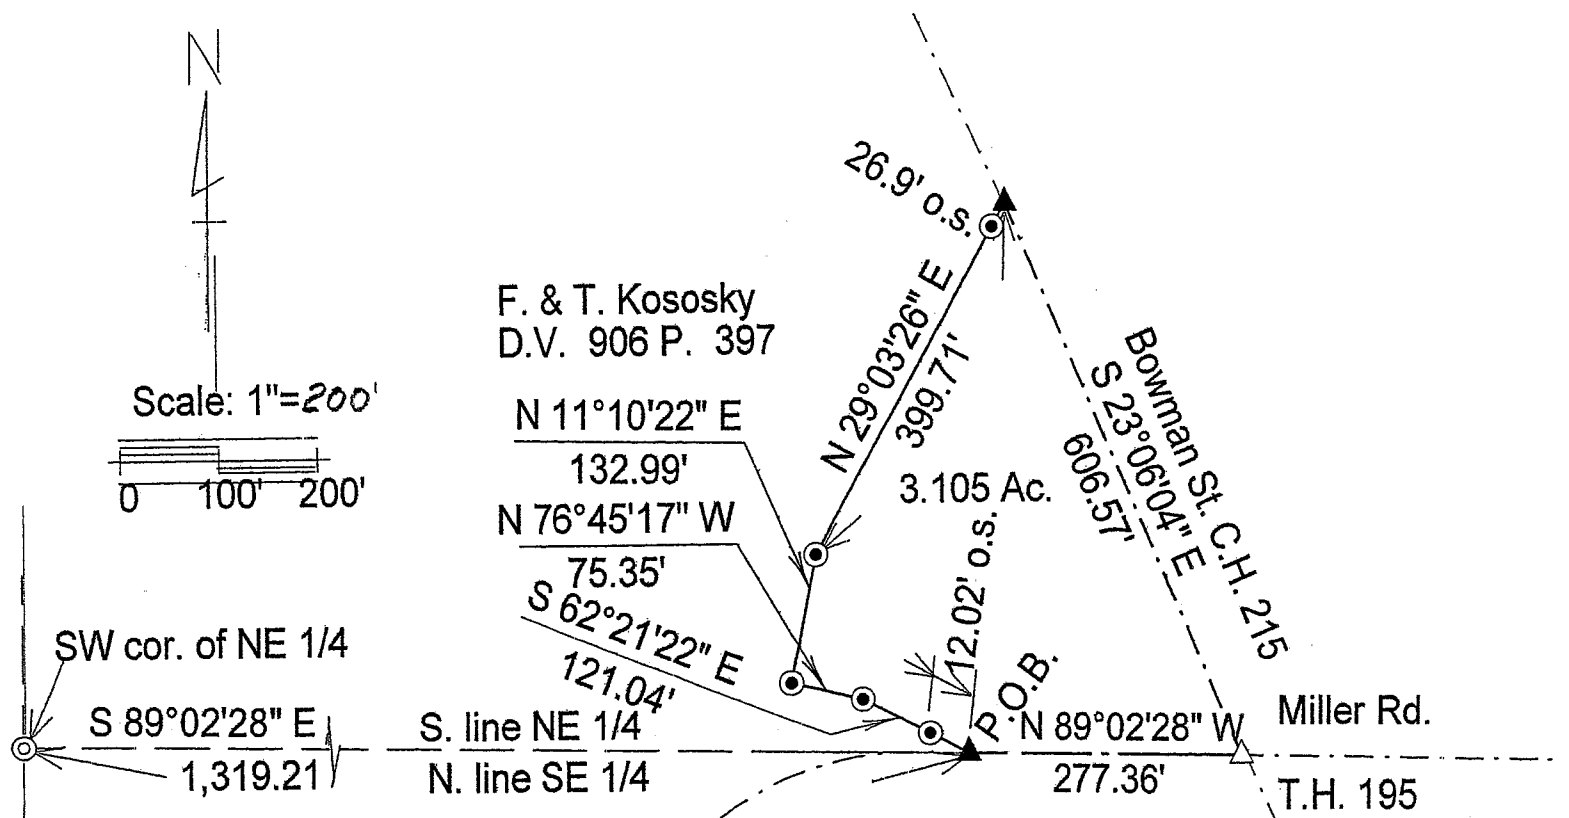 N
26.9' o.s.
F. & T. Kososky
D.V. 906 P. 397
N 29°03'26" E
399.71'
Bowman St. C.H. 215
S 23°06'04" E
606.57'
Scale: 1"=200'
0 100' 200'
N 11°10'22" E
132.99'
3.105 Ac.
N 76°45'17" W
75.35'
12.02' o.s.
S 62°21'22" E
121.04'
SW cor. of NE 1/4
P.O.B.
S 89°02'28" E
1,319.21'
S. line NE 1/4
N. line SE 1/4
N 89°02'28" W
277.36'
Miller Rd.
T.H. 195